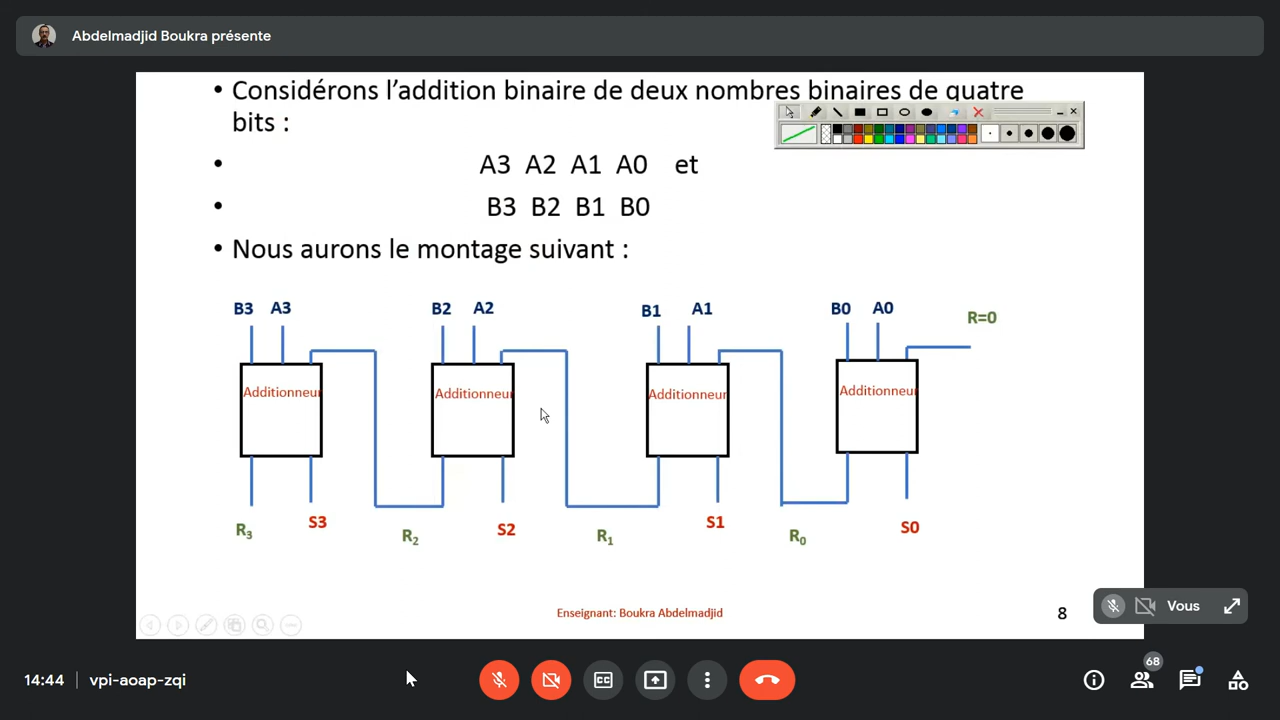 Abdelmadjid Boukra présente
• Considérons l’addition binaire de deux nombres binaires de quatre
bits :
• A3 A2 A1 A0 et
• B3 B2 B1 B0
• Nous aurons le montage suivant :
B3 A3 B2 A2 B1 A1 B0 A0 R=0
Additionneur Additionneur Additionneur Additionneur
R3 S3 R2 S2 R1 S1 R0 S0
Enseignant: Boukra Abdelmadjid
8
Vous
14:44 | vpi-aoap-zqi
68